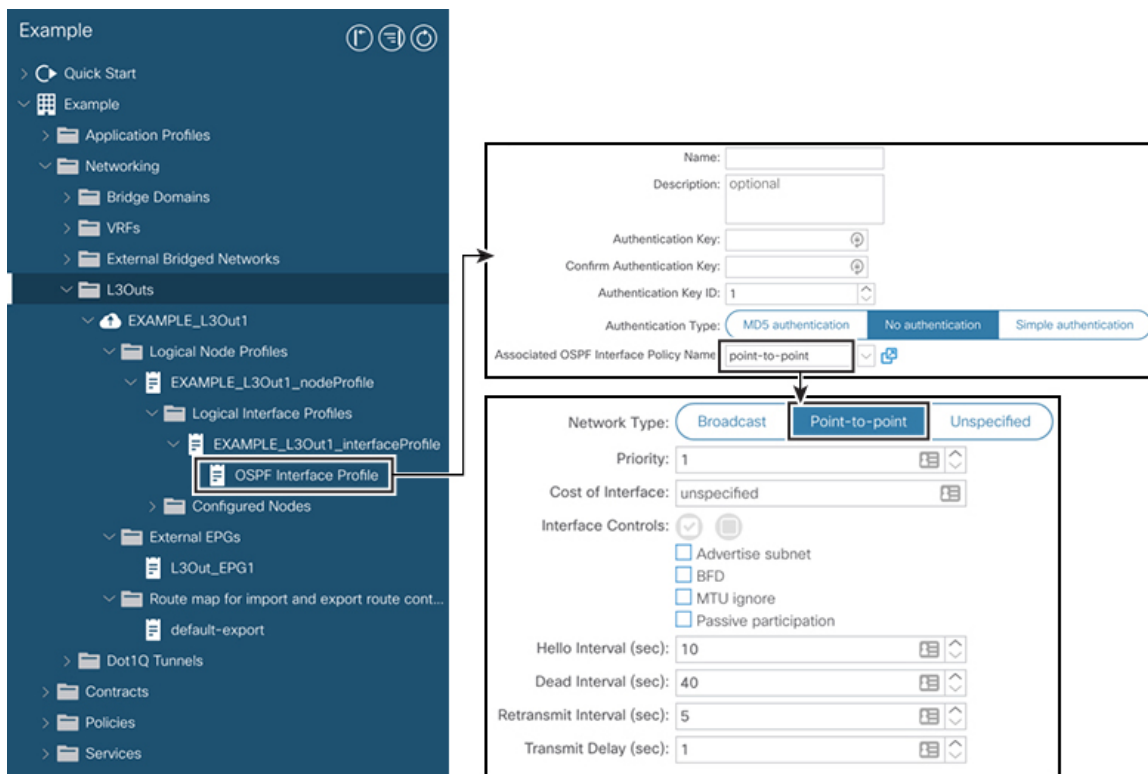 Example
Quick Start
Example
Application Profiles
Networking
Bridge Domains
VRFs
External Bridged Networks
L3Outs
EXAMPLE_L3Out1
Logical Node Profiles
EXAMPLE_L3Out1_nodeProfile
Logical Interface Profiles
EXAMPLE_L3Out1_interfaceProfile
OSPF Interface Profile
Configured Nodes
External EPGs
L3Out_EPG1
Route map for import and export route cont...
default-export
Dot1Q Tunnels
Contracts
Policies
Services
Name:
Description: optional
Authentication Key:
Confirm Authentication Key:
Authentication Key ID: 1
Authentication Type: MD5 authentication No authentication Simple authentication
Associated OSPF Interface Policy Name point-to-point
Network Type: Broadcast Point-to-point Unspecified
Priority: 1
Cost of Interface: unspecified
Interface Controls:
Advertise subnet
BFD
MTU ignore
Passive participation
Hello Interval (sec): 10
Dead Interval (sec): 40
Retransmit Interval (sec): 5
Transmit Delay (sec): 1